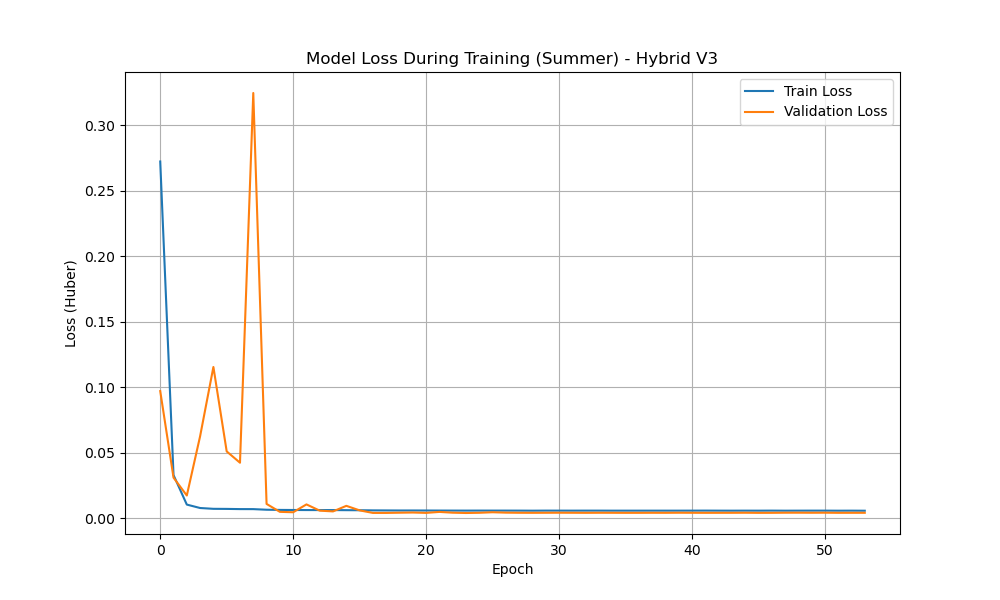 Model Loss During Training (Summer) - Hybrid V3
Train Loss
Validation Loss
0.30
0.25
0.20
0.15
0.10
0.05
0.00
Loss (Huber)
0 10 20 30 40 50
Epoch